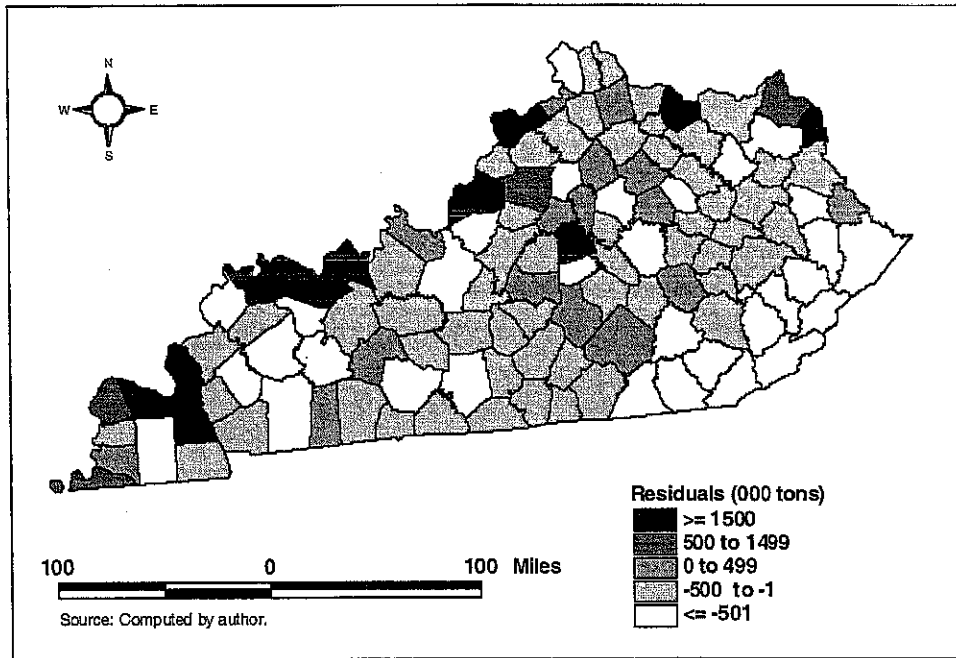 N
W E
S
Residuals (000 tons)
>= 1500
500 to 1499
0 to 499
-500 to -1
<= -501
100 0 100 Miles
Source: Computed by author.